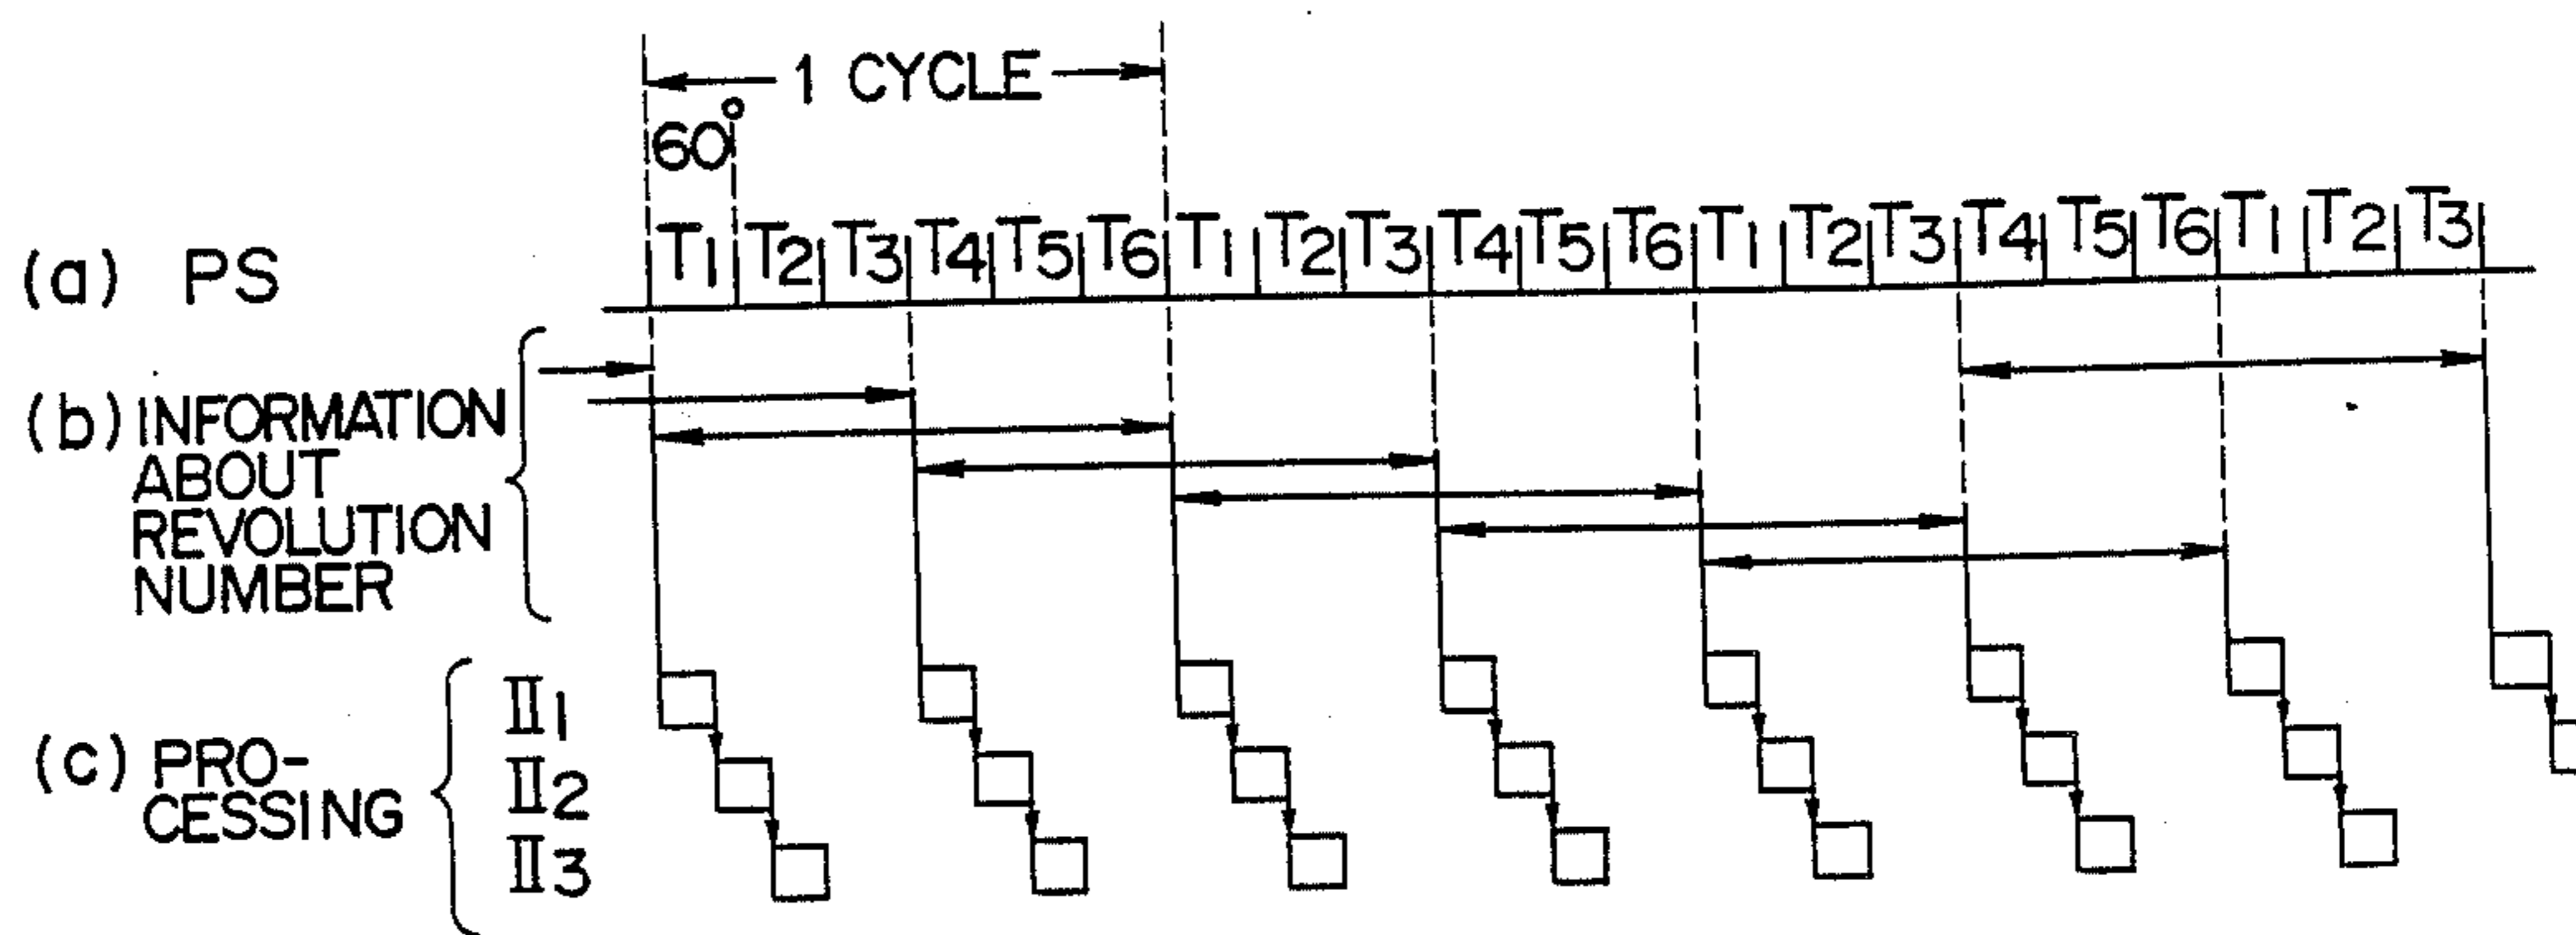 1 CYCLE
60°
(a) PS
T1 T2 T3 T4 T5 T6 T1 T2 T3 T4 T5 T6 T1 T2 T3 T4 T5 T6 T1 T2 T3
(b) INFORMATION
ABOUT
REVOLUTION
NUMBER
(c) PRO-
CESSING
II1
II2
II3